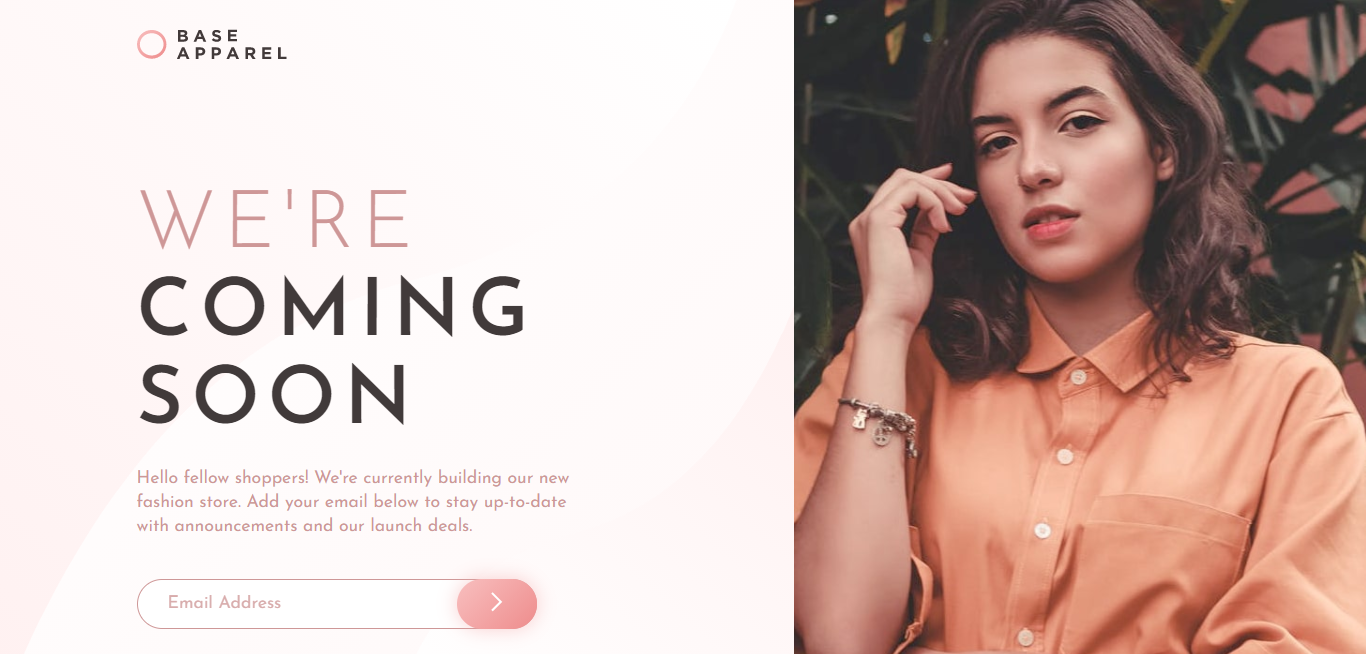 BASE
APPAREL
WE'RE
COMING
SOON
Hello fellow shoppers! We're currently building our new
fashion store. Add your email below to stay up-to-date
with announcements and our launch deals.
Email Address